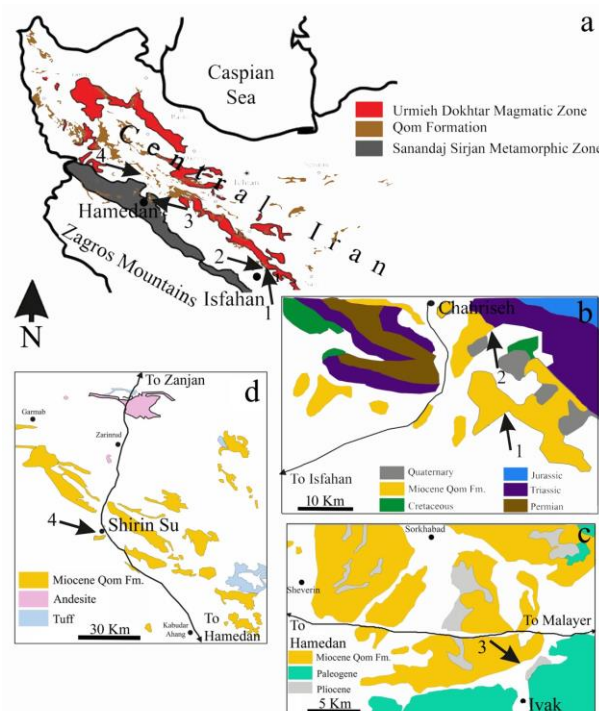 a
Caspian
Sea
Urmieh Dokhtar Magmatic Zone
Qom Formation
Sanandaj Sirjan Metamorphic Zone
Central Iran
4
Hamedan
3
Zagros Mountains
2
Isfahan
1
N
b
Chahriseh
2
1
To Isfahan
10 Km
Quaternary
Miocene Qom Fm.
Cretaceous
Jurassic
Triassic
Permian
d
To Zanjan
Garmab
Zarinrud
4
Shirin Su
Miocene Qom Fm.
Andesite
Tuff
30 Km
Kabudar
Ahang
To
Hamedan
c
Sorkhabad
Sheverin
To
Hamedan
To Malayer
3
Miocene Qom Fm.
Paleogene
Pliocene
5 Km
Ivak